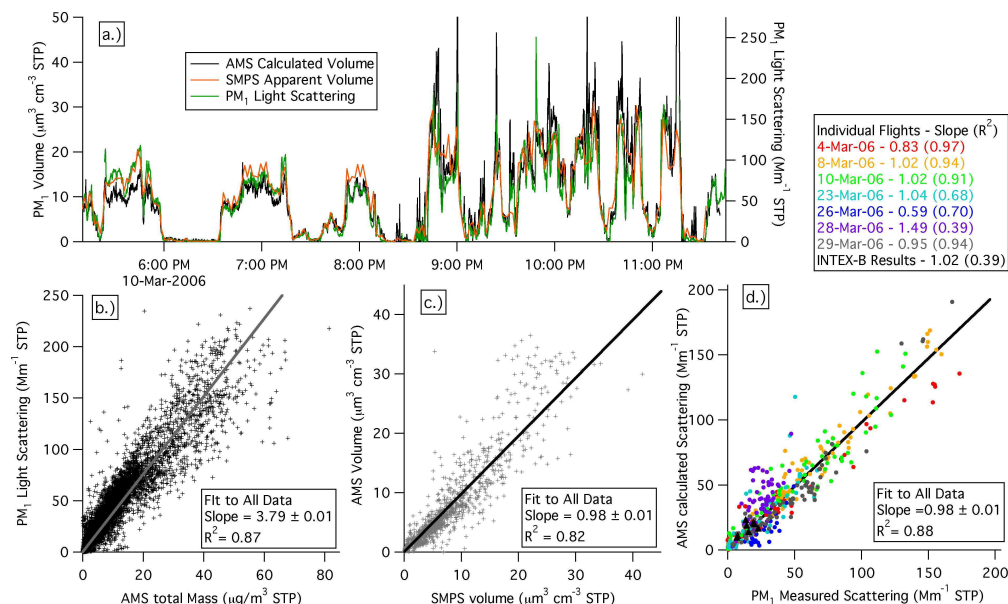 a.)
50
40
30
20
10
0
PM1 Volume (μm3 cm-3 STP)
AMS Calculated Volume
SMPS Apparent Volume
PM1 Light Scattering
250
200
150
100
50
0
PM1 Light Scattering (Mm-1 STP)
6:00 PM 7:00 PM 8:00 PM 9:00 PM 10:00 PM 11:00 PM
10-Mar-2006
Individual Flights - Slope (R2)
4-Mar-06 - 0.83 (0.97)
8-Mar-06 - 1.02 (0.94)
10-Mar-06 - 1.02 (0.91)
23-Mar-06 - 1.04 (0.68)
26-Mar-06 - 0.59 (0.70)
28-Mar-06 - 1.49 (0.39)
29-Mar-06 - 0.95 (0.94)
INTEX-B Results - 1.02 (0.39)
b.)
250
200
150
100
50
0
PM1 Light Scattering (Mm-1 STP)
FIt to All Data
Slope = 3.79 ± 0.01
R2= 0.87
0 20 40 60 80
AMS total Mass (μg/m3 STP)
c.)
40
30
20
10
0
AMS Volume (μm3 cm-3 STP)
Fit to All Data
Slope = 0.98 ± 0.01
R2 = 0.82
0 10 20 30 40
SMPS volume (μm3 cm-3 STP)
d.)
200
150
100
50
0
AMS calculated Scattering (Mm-1 STP)
Fit to All Data
Slope =0.98 ± 0.01
R2 = 0.88
0 50 100 150 200
PM1 Measured Scattering (Mm-1 STP)